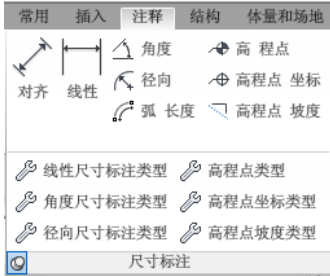 常用 插入 注释 结构 体量和场地
对齐 线性 角度 高 程点
径向 高程点 坐标
弧 长度 高程点 坡度
线性尺寸标注类型 高程点类型
角度尺寸标注类型 高程点坐标类型
径向尺寸标注类型 高程点坡度类型
尺寸标注